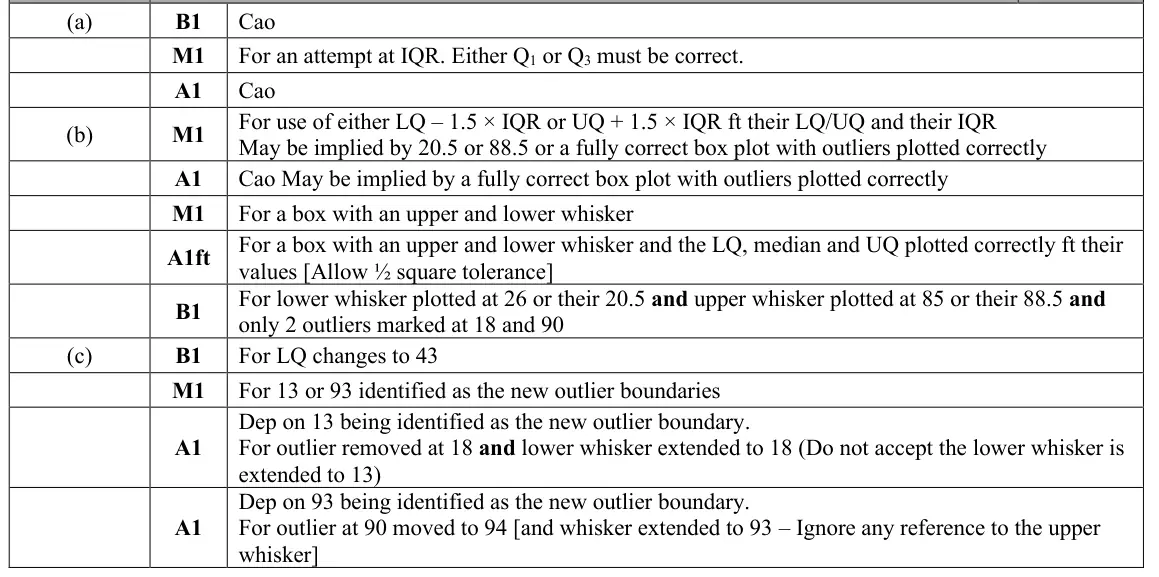 (a) B1 Cao
M1 For an attempt at IQR. Either Q₁ or Q₃ must be correct.
A1 Cao
(b) M1 For use of either LQ – 1.5 × IQR or UQ + 1.5 × IQR ft their LQ/UQ and their IQR
May be implied by 20.5 or 88.5 or a fully correct box plot with outliers plotted correctly
A1 Cao May be implied by a fully correct box plot with outliers plotted correctly
M1 For a box with an upper and lower whisker
A1ft For a box with an upper and lower whisker and the LQ, median and UQ plotted correctly ft their
values [Allow ½ square tolerance]
B1 For lower whisker plotted at 26 or their 20.5 and upper whisker plotted at 85 or their 88.5 and
only 2 outliers marked at 18 and 90
(c) B1 For LQ changes to 43
M1 For 13 or 93 identified as the new outlier boundaries
Dep on 13 being identified as the new outlier boundary.
A1 For outlier removed at 18 and lower whisker extended to 18 (Do not accept the lower whisker is
extended to 13)
Dep on 93 being identified as the new outlier boundary.
A1 For outlier at 90 moved to 94 [and whisker extended to 93 – Ignore any reference to the upper
whisker]